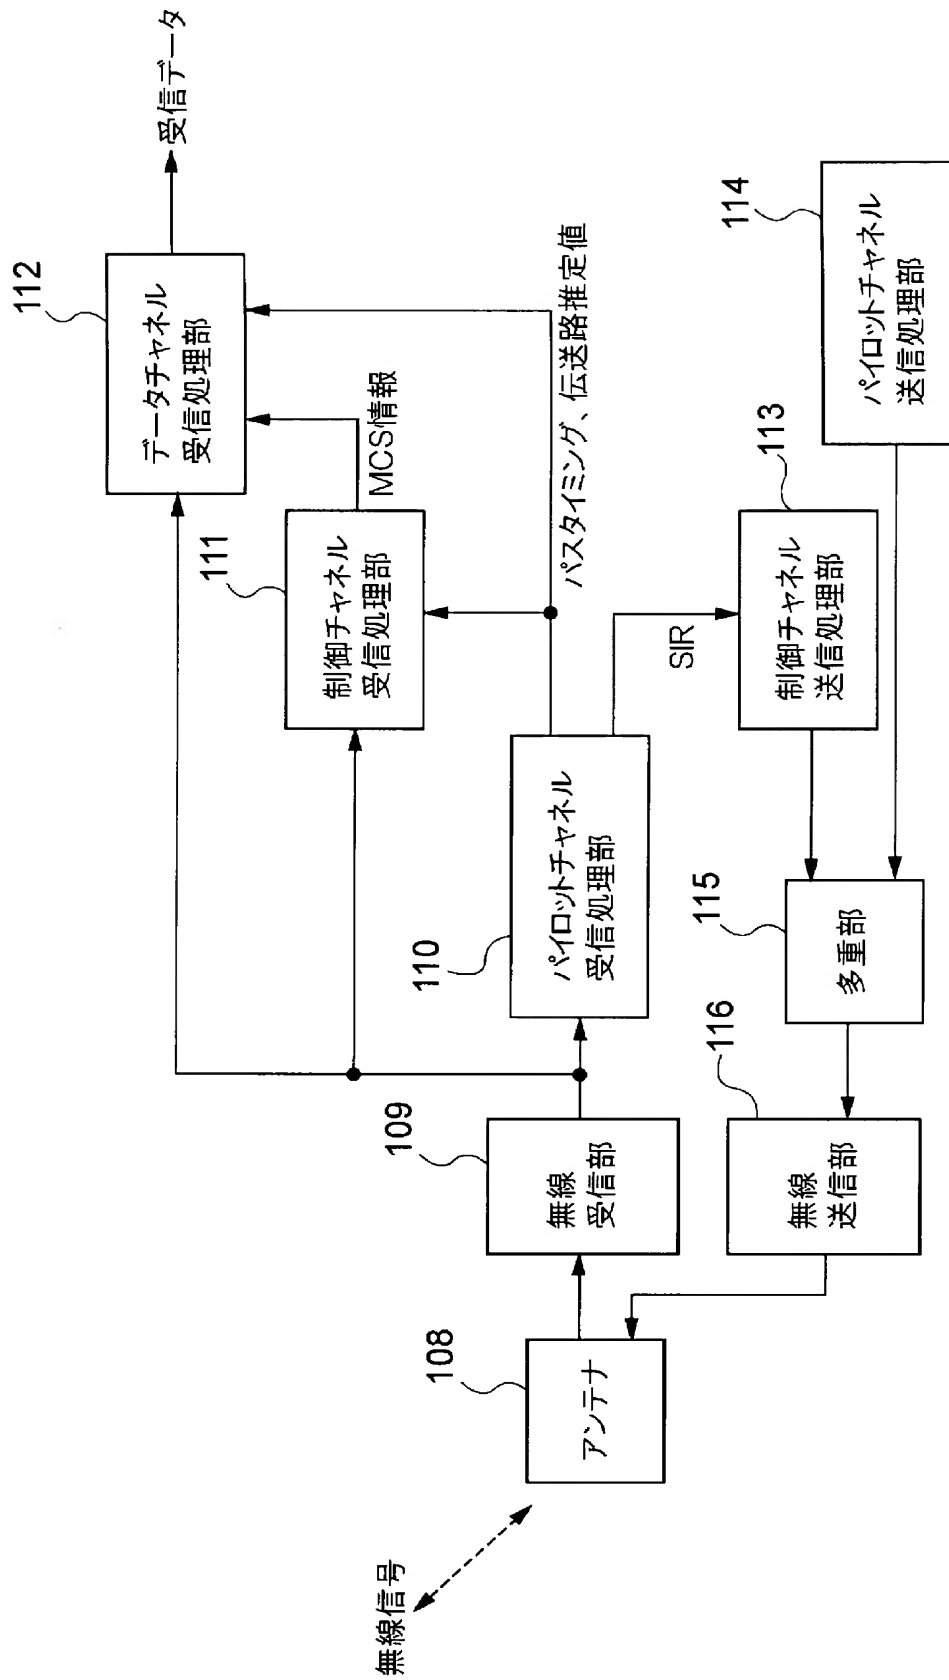 無線信号
108
アンテナ
109
無線
受信部
110
パイロットチャネル
受信処理部
111
制御チャネル
受信処理部
MCS情報
112
データチャネル
受信処理部
受信データ
パスタイミング、伝送路推定値
SIR
113
制御チャネル
送信処理部
114
パイロットチャネル
送信処理部
115
多重部
116
無線
送信部